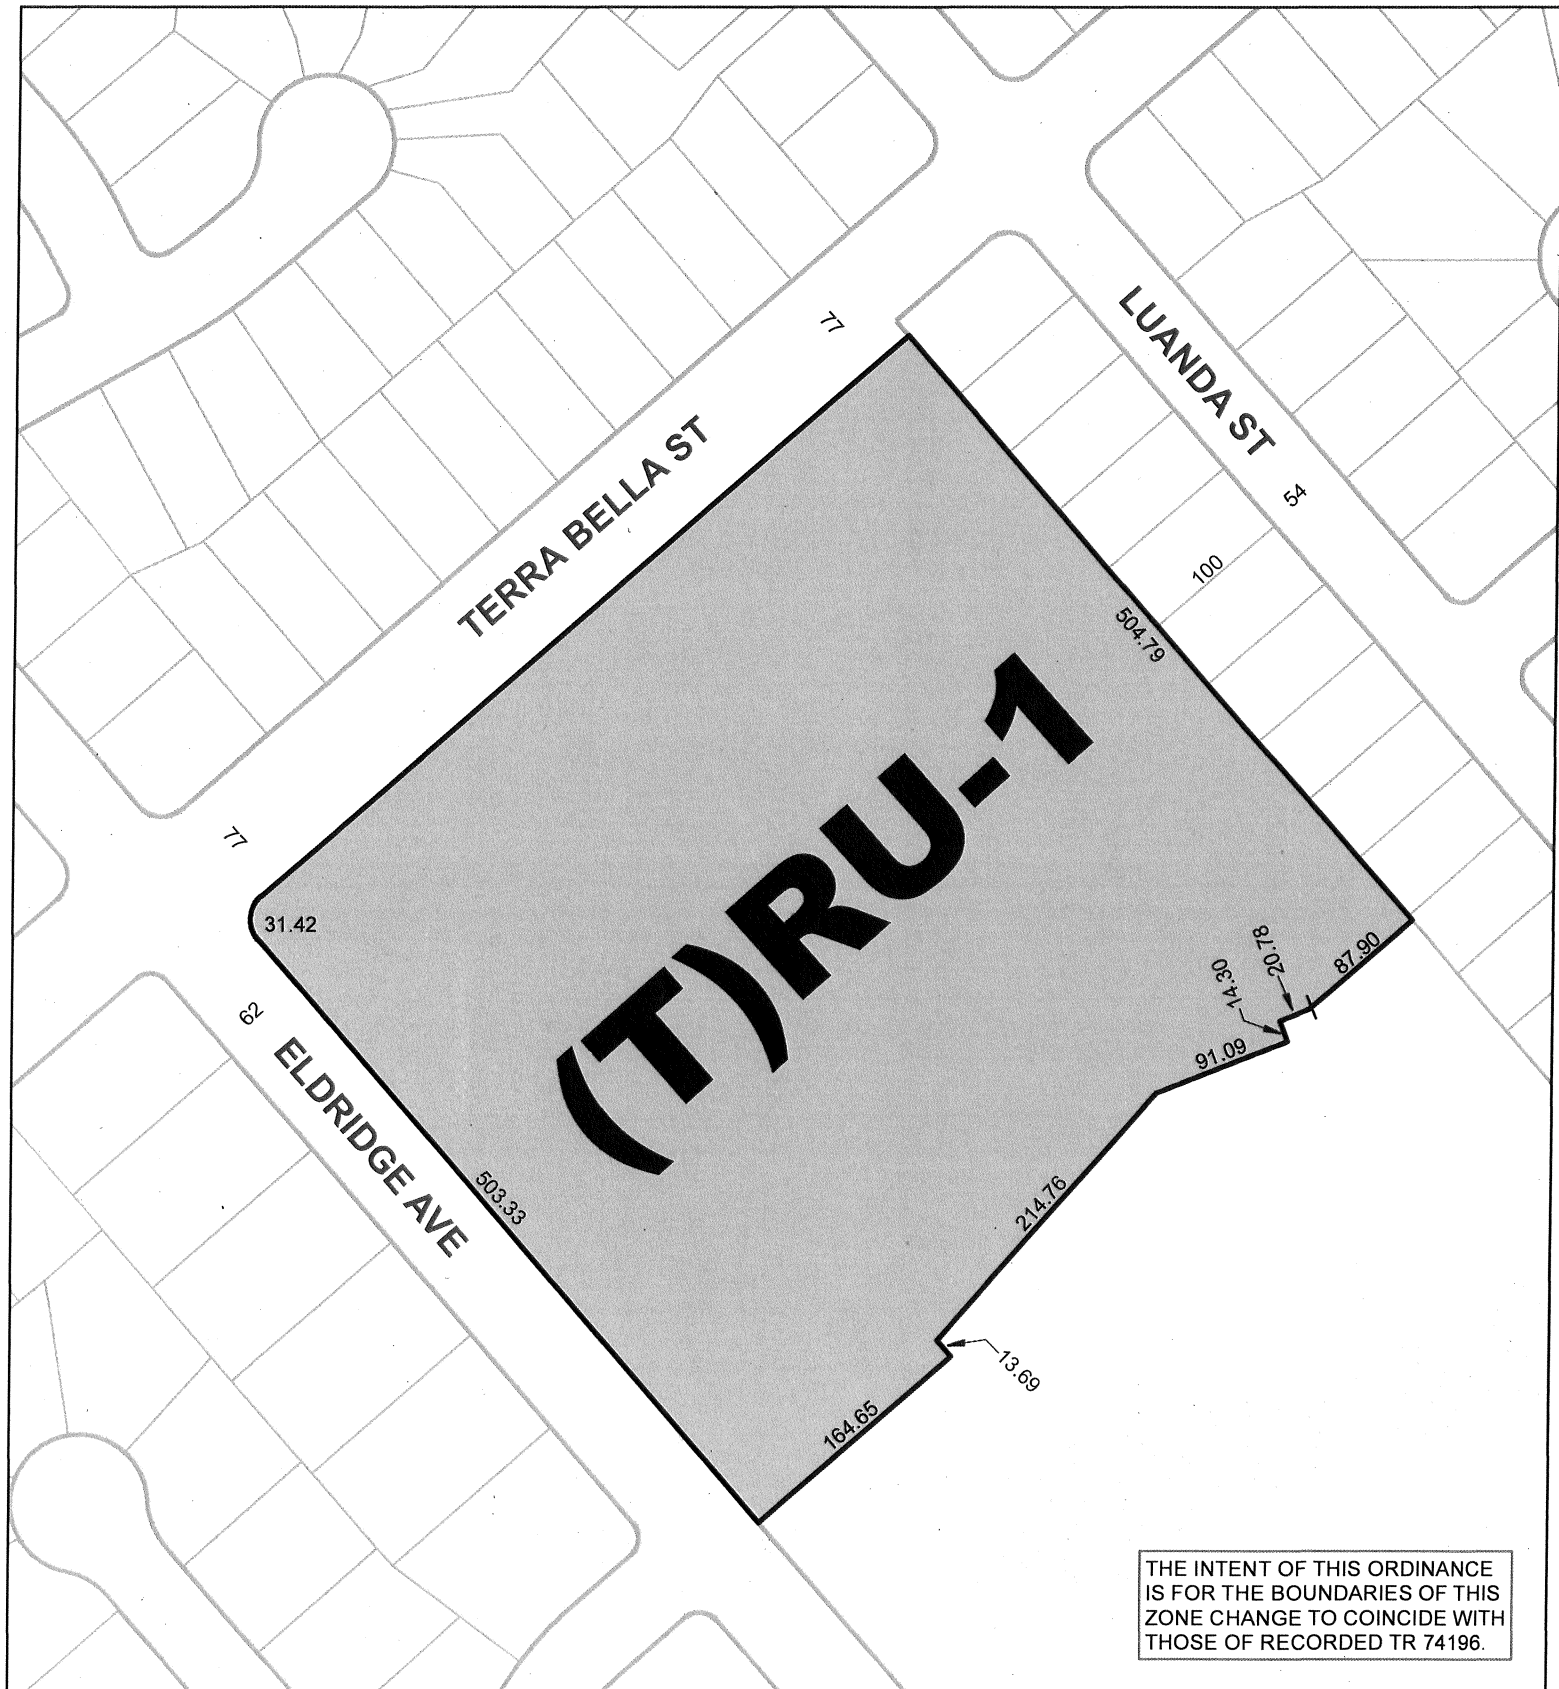 77
LUANDA ST
TERRA BELLA ST
54
100
504.79
(T)RU-1
77
31.42
20.78
87.90
14.30
62
91.09
ELDRIDGE AVE
503.33
214.76
13.69
164.65
THE INTENT OF THIS ORDINANCE
IS FOR THE BOUNDARIES OF THIS
ZONE CHANGE TO COINCIDE WITH
THOSE OF RECORDED TR 74196.